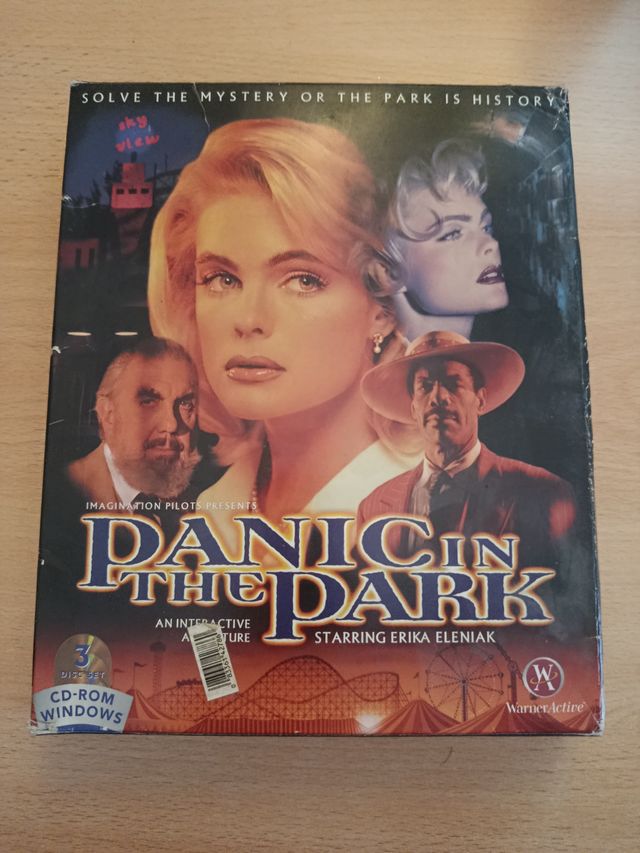 SOLVE THE MYSTERY OR THE PARK IS HISTORY
sky
view
IMAGINATION PILOTS PRESENTS
PANIC IN
THE PARK
AN INTERACTIVE
STARRING ERIKA ELENIAK
3
DISC SET
CD-ROM
WINDOWS
WA
WarnerActive